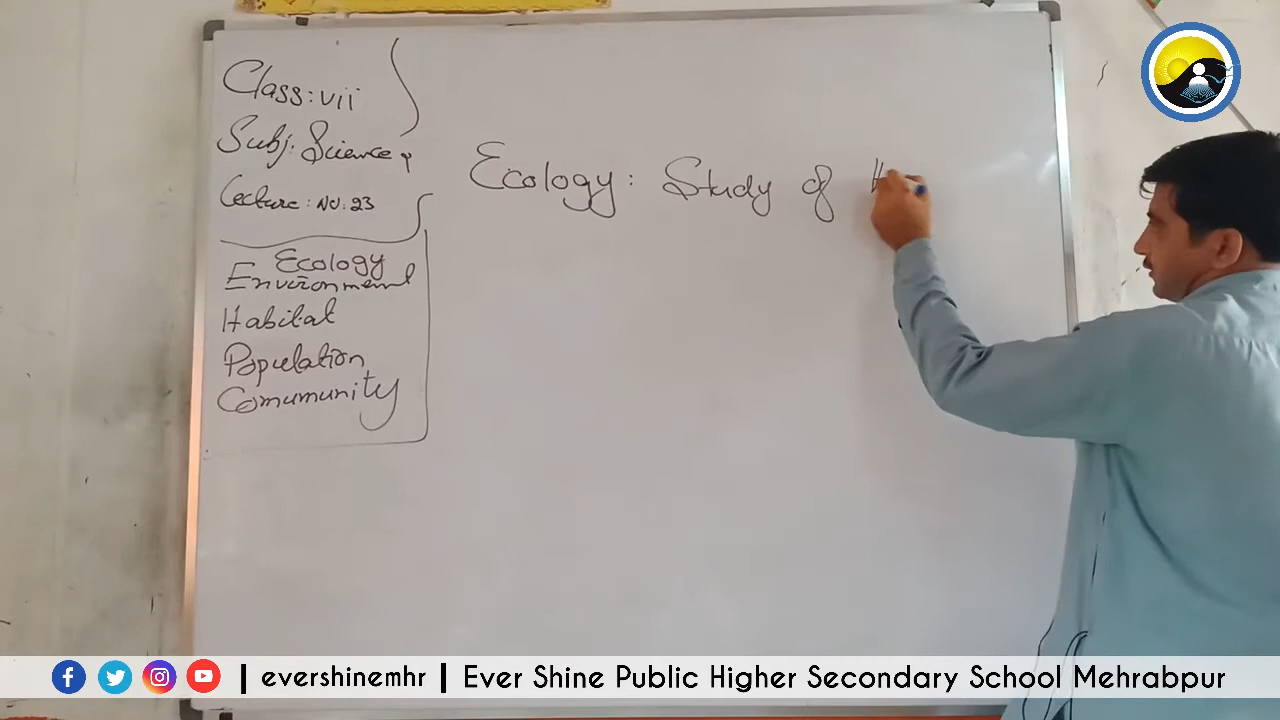 Class: vii
Subj: Science
Lecture: No: 23
Ecology
Environment
Habital
Population
Comumunity
Ecology: Study of
| evershinemhr | Ever Shine Public Higher Secondary School Mehrabpur